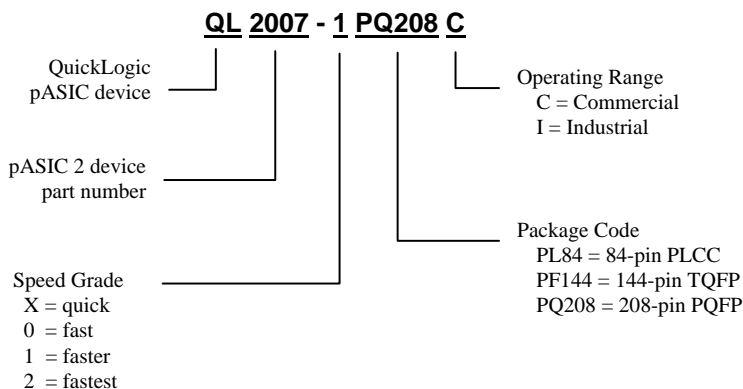 QL 2007 - 1 PQ208 C
QuickLogic
pASIC device
pASIC 2 device
part number
Speed Grade
X = quick
0 = fast
1 = faster
2 = fastest
Operating Range
C = Commercial
I = Industrial
Package Code
PL84 = 84-pin PLCC
PF144 = 144-pin TQFP
PQ208 = 208-pin PQFP